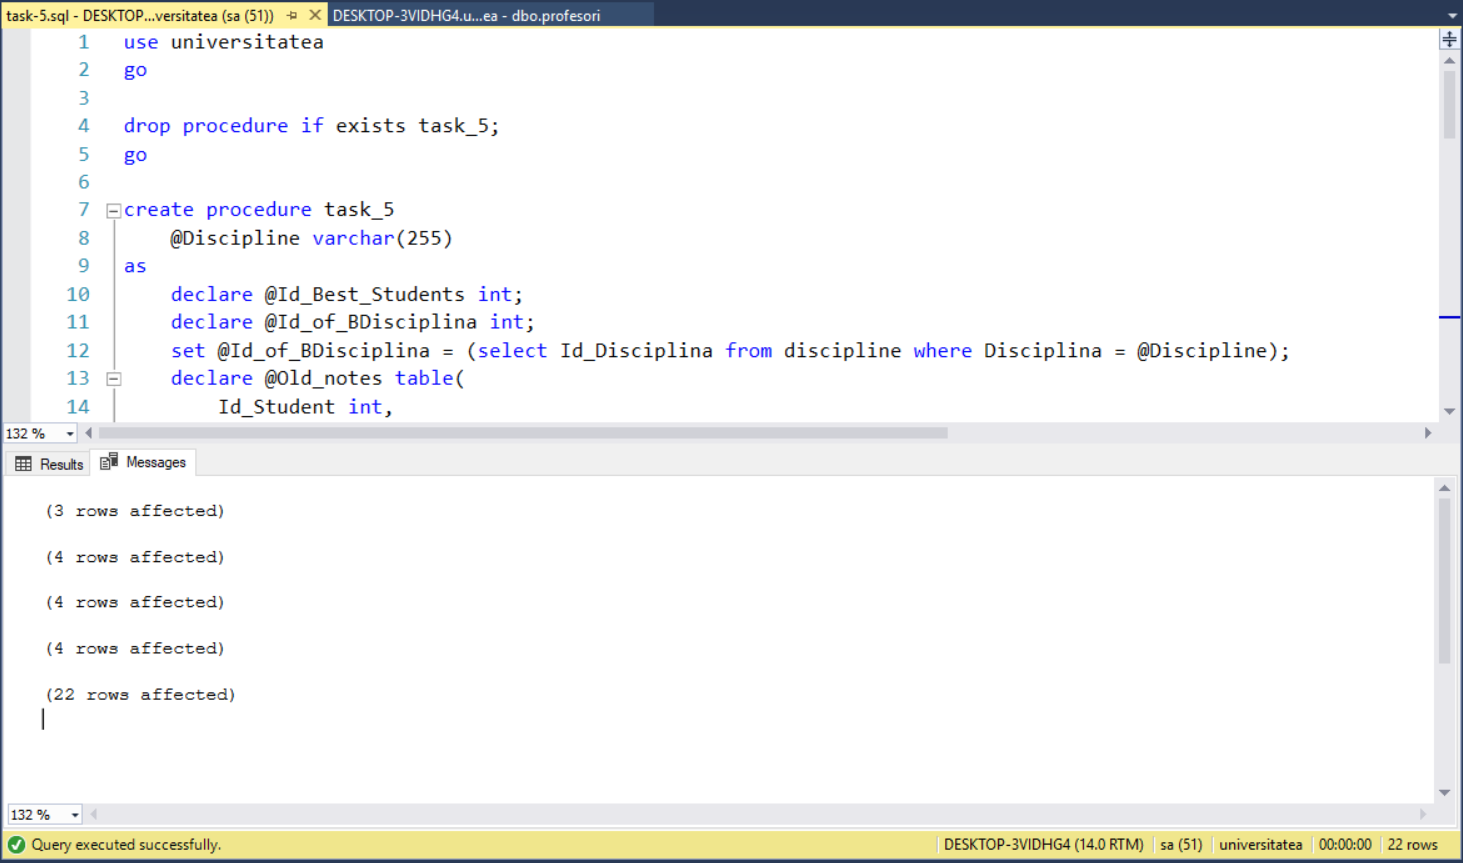 task-5.sql - DESKTOP...versitatea (sa (51)) DESKTOP-3VIDHG4.u...ea - dbo.profesori
1 use universitatea
2 go
3
4 drop procedure if exists task_5;
5 go
6
7 create procedure task_5
8 @Discipline varchar(255)
9 as
10 declare @Id_Best_Students int;
11 declare @Id_of_BDisciplina int;
12 set @Id_of_BDisciplina = (select Id_Disciplina from discipline where Disciplina = @Discipline);
13 declare @Old_notes table(
14 Id_Student int,
132 %
Results Messages
(3 rows affected)
(4 rows affected)
(4 rows affected)
(4 rows affected)
(22 rows affected)
132 %
Query executed successfully. DESKTOP-3VIDHG4 (14.0 RTM) sa (51) universitatea 00:00:00 22 rows